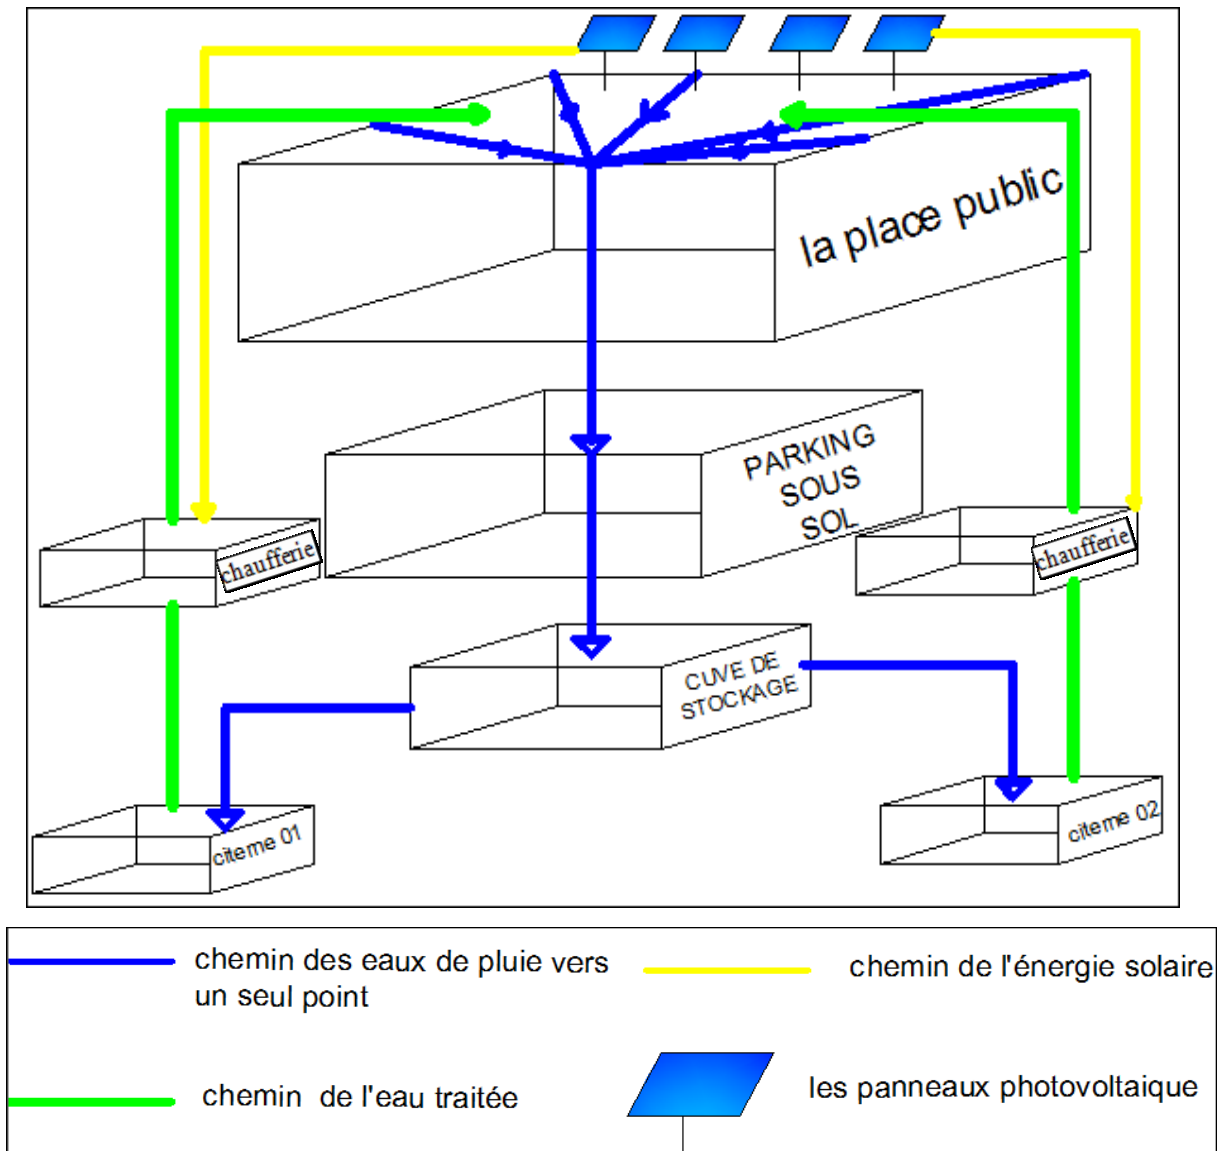 la place public
PARKING
SOUS
SOL
chaufferie
chaufferie
CUVE DE
STOCKAGE
citerne 01
citerne 02
chemin des eaux de pluie vers
un seul point
chemin de l'énergie solaire
chemin de l'eau traitée
les panneaux photovoltaique